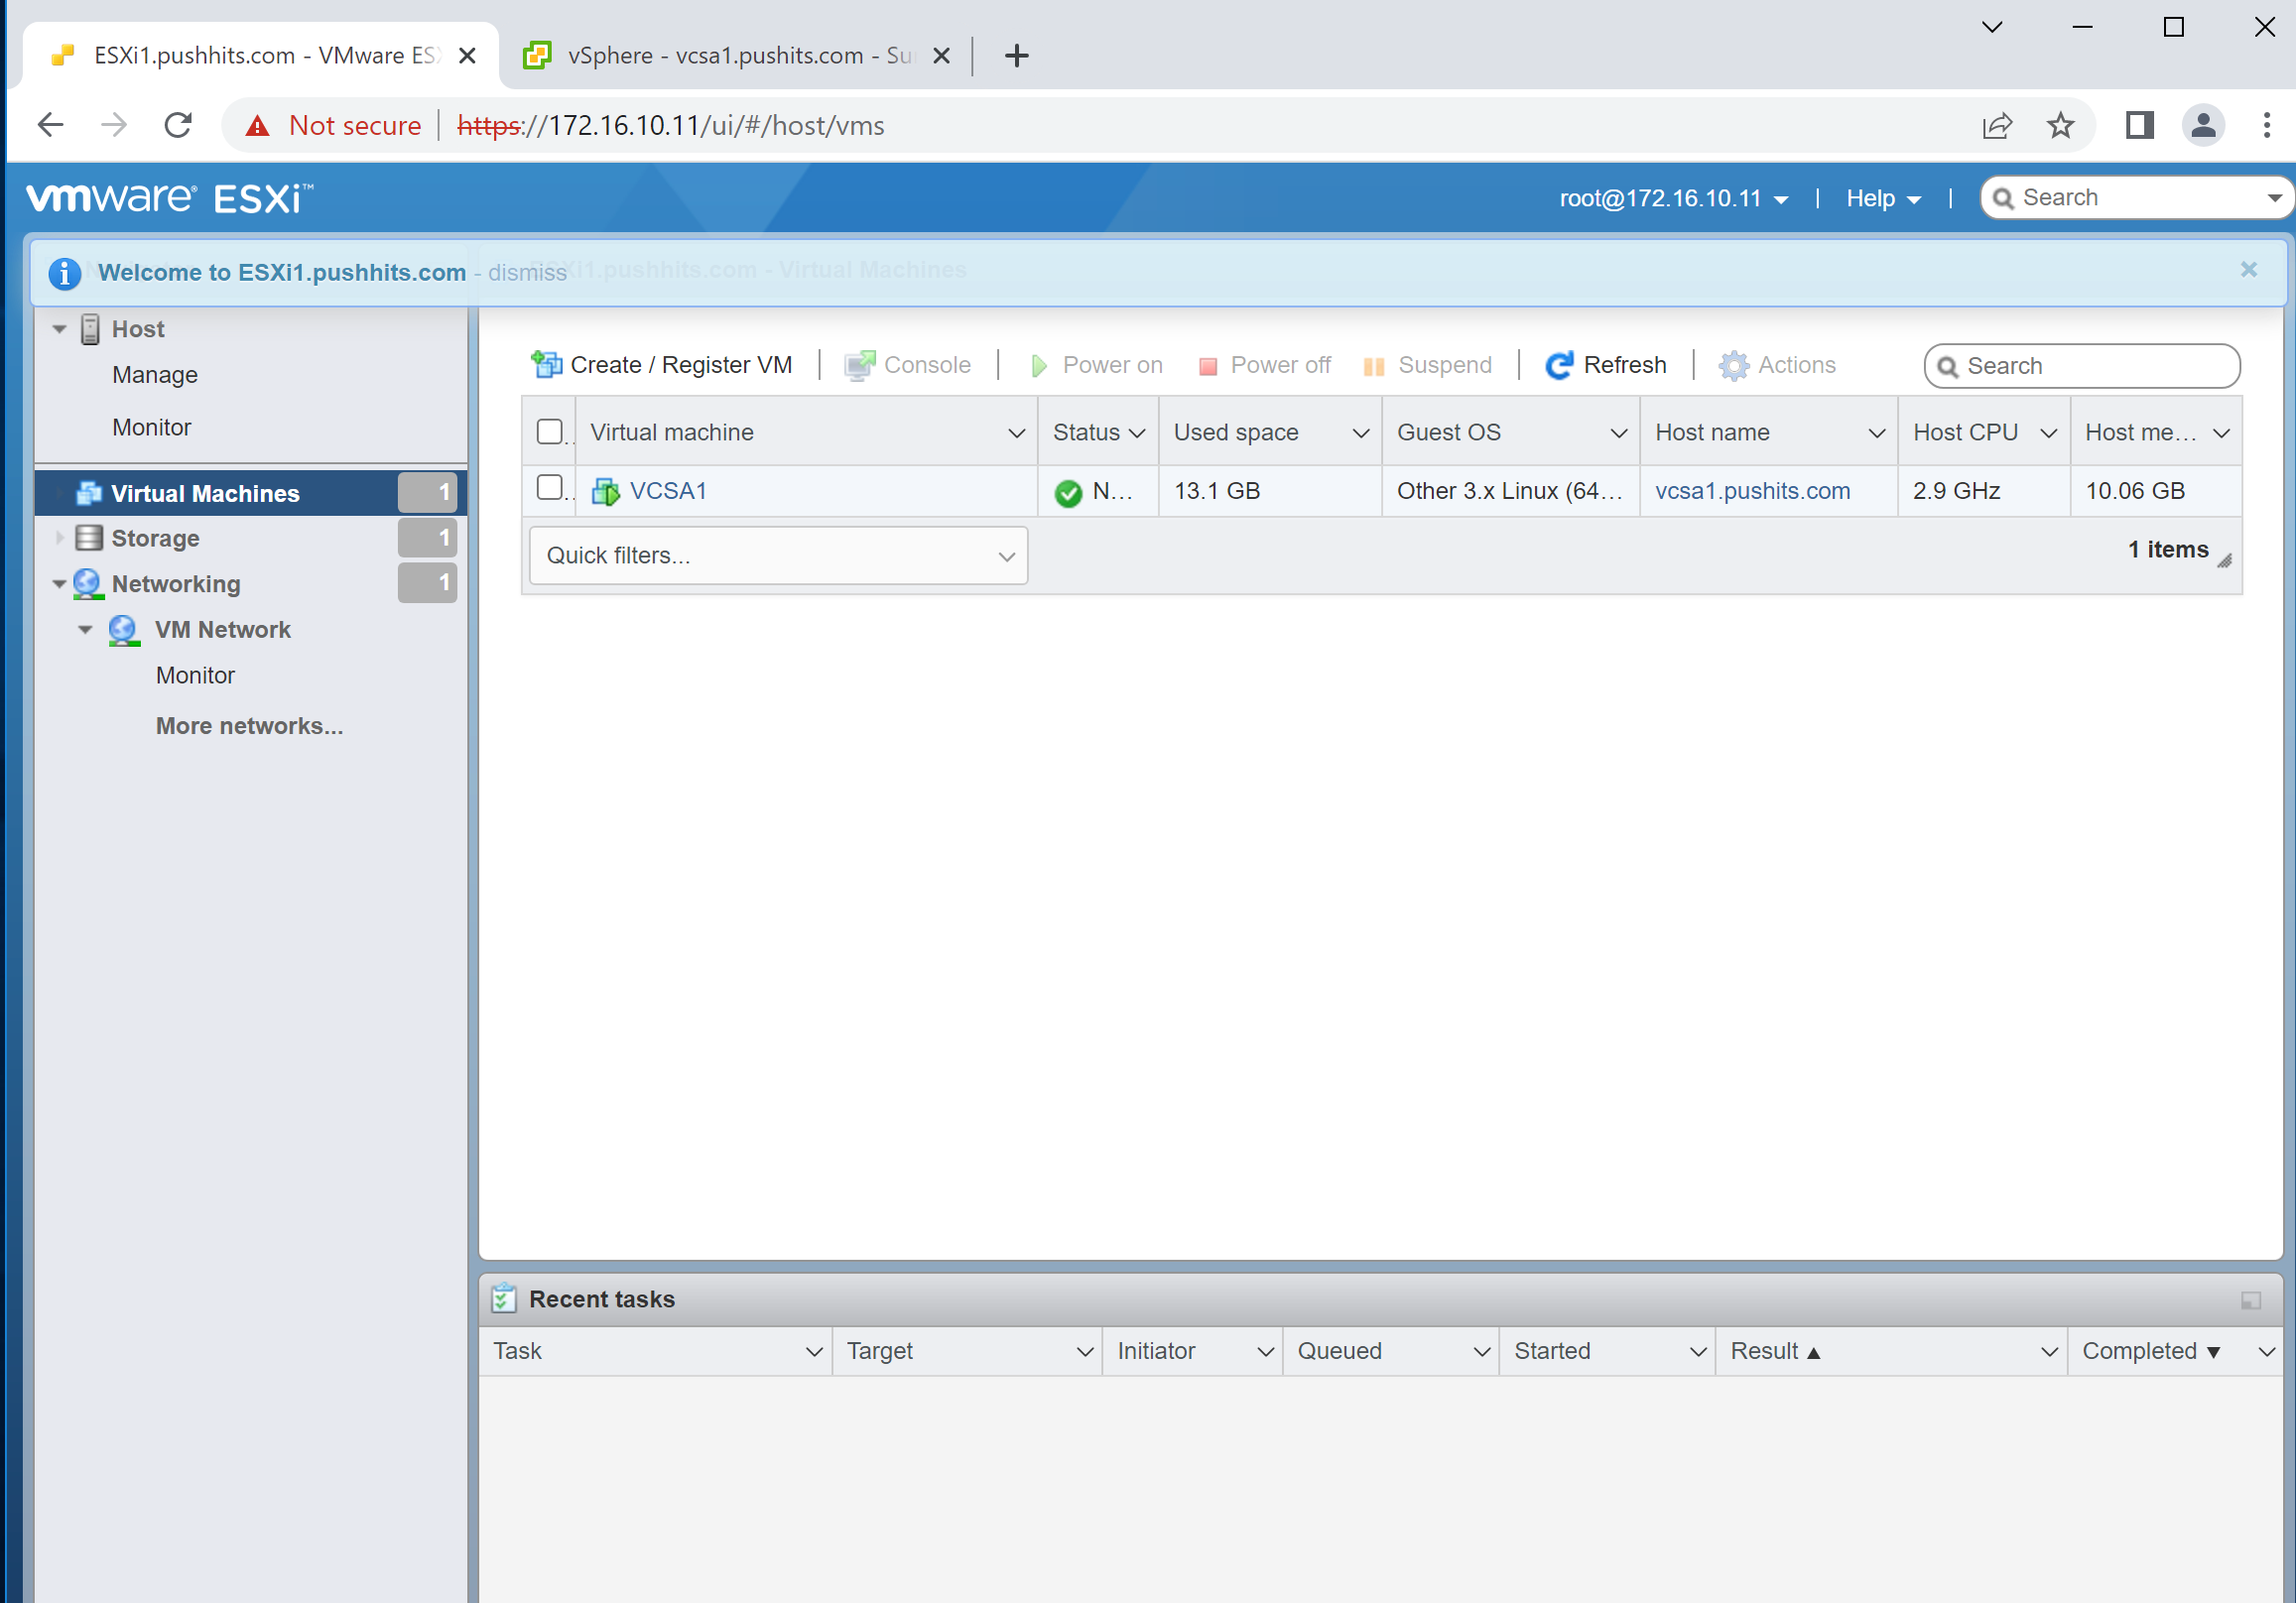 ESXi1.pushhits.com - VMware ES
vSphere - vcsa1.pushits.com - Su
Not secure
https://172.16.10.11/ui/#/host/vms
vmware® ESXi™
root@172.16.10.11
Help
Search
Welcome to ESXi1.pushhits.com - dismiss
ESXi1.pushhits.com - Virtual Machines
Host
Manage
Monitor
Virtual Machines 1
Storage 1
Networking 1
VM Network
Monitor
More networks...
Create / Register VM
Console
Power on
Power off
Suspend
Refresh
Actions
Search
Virtual machine Status Used space Guest OS Host name Host CPU Host me...
VCSA1 N... 13.1 GB Other 3.x Linux (64... vcsa1.pushits.com 2.9 GHz 10.06 GB
Quick filters...
1 items
Recent tasks
Task Target Initiator Queued Started Result ▲ Completed ▼